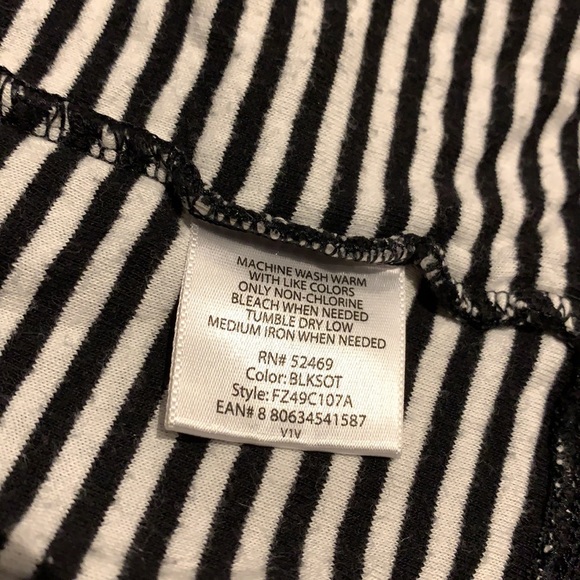 MACHINE WASH WARM
WITH LIKE COLORS
ONLY NON-CHLORINE
BLEACH WHEN NEEDED
TUMBLE DRY LOW
MEDIUM IRON WHEN NEEDED
RN# 52469
Color: BLKSOT
Style: FZ49C107A
EAN# 8 80634541587
V1V